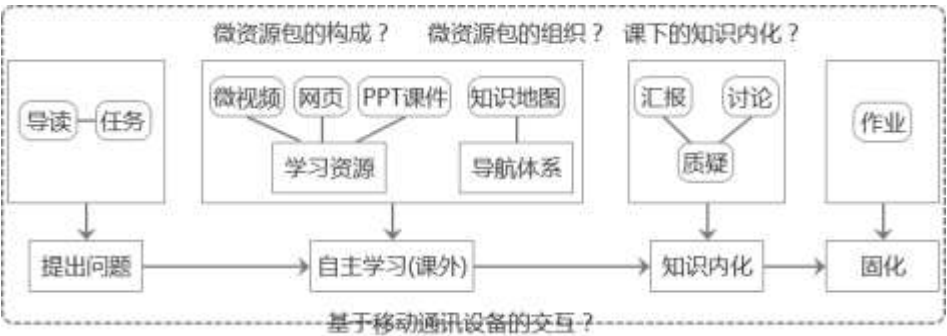 微资源包的构成？ 微资源包的组织？ 课下的知识内化？
微视频 网页 PPT课件 知识地图 汇报 讨论
导读 任务 作业
学习资源 导航体系 质疑
提出问题 自主学习(课外) 知识内化 固化
基于移动通讯设备的交互？